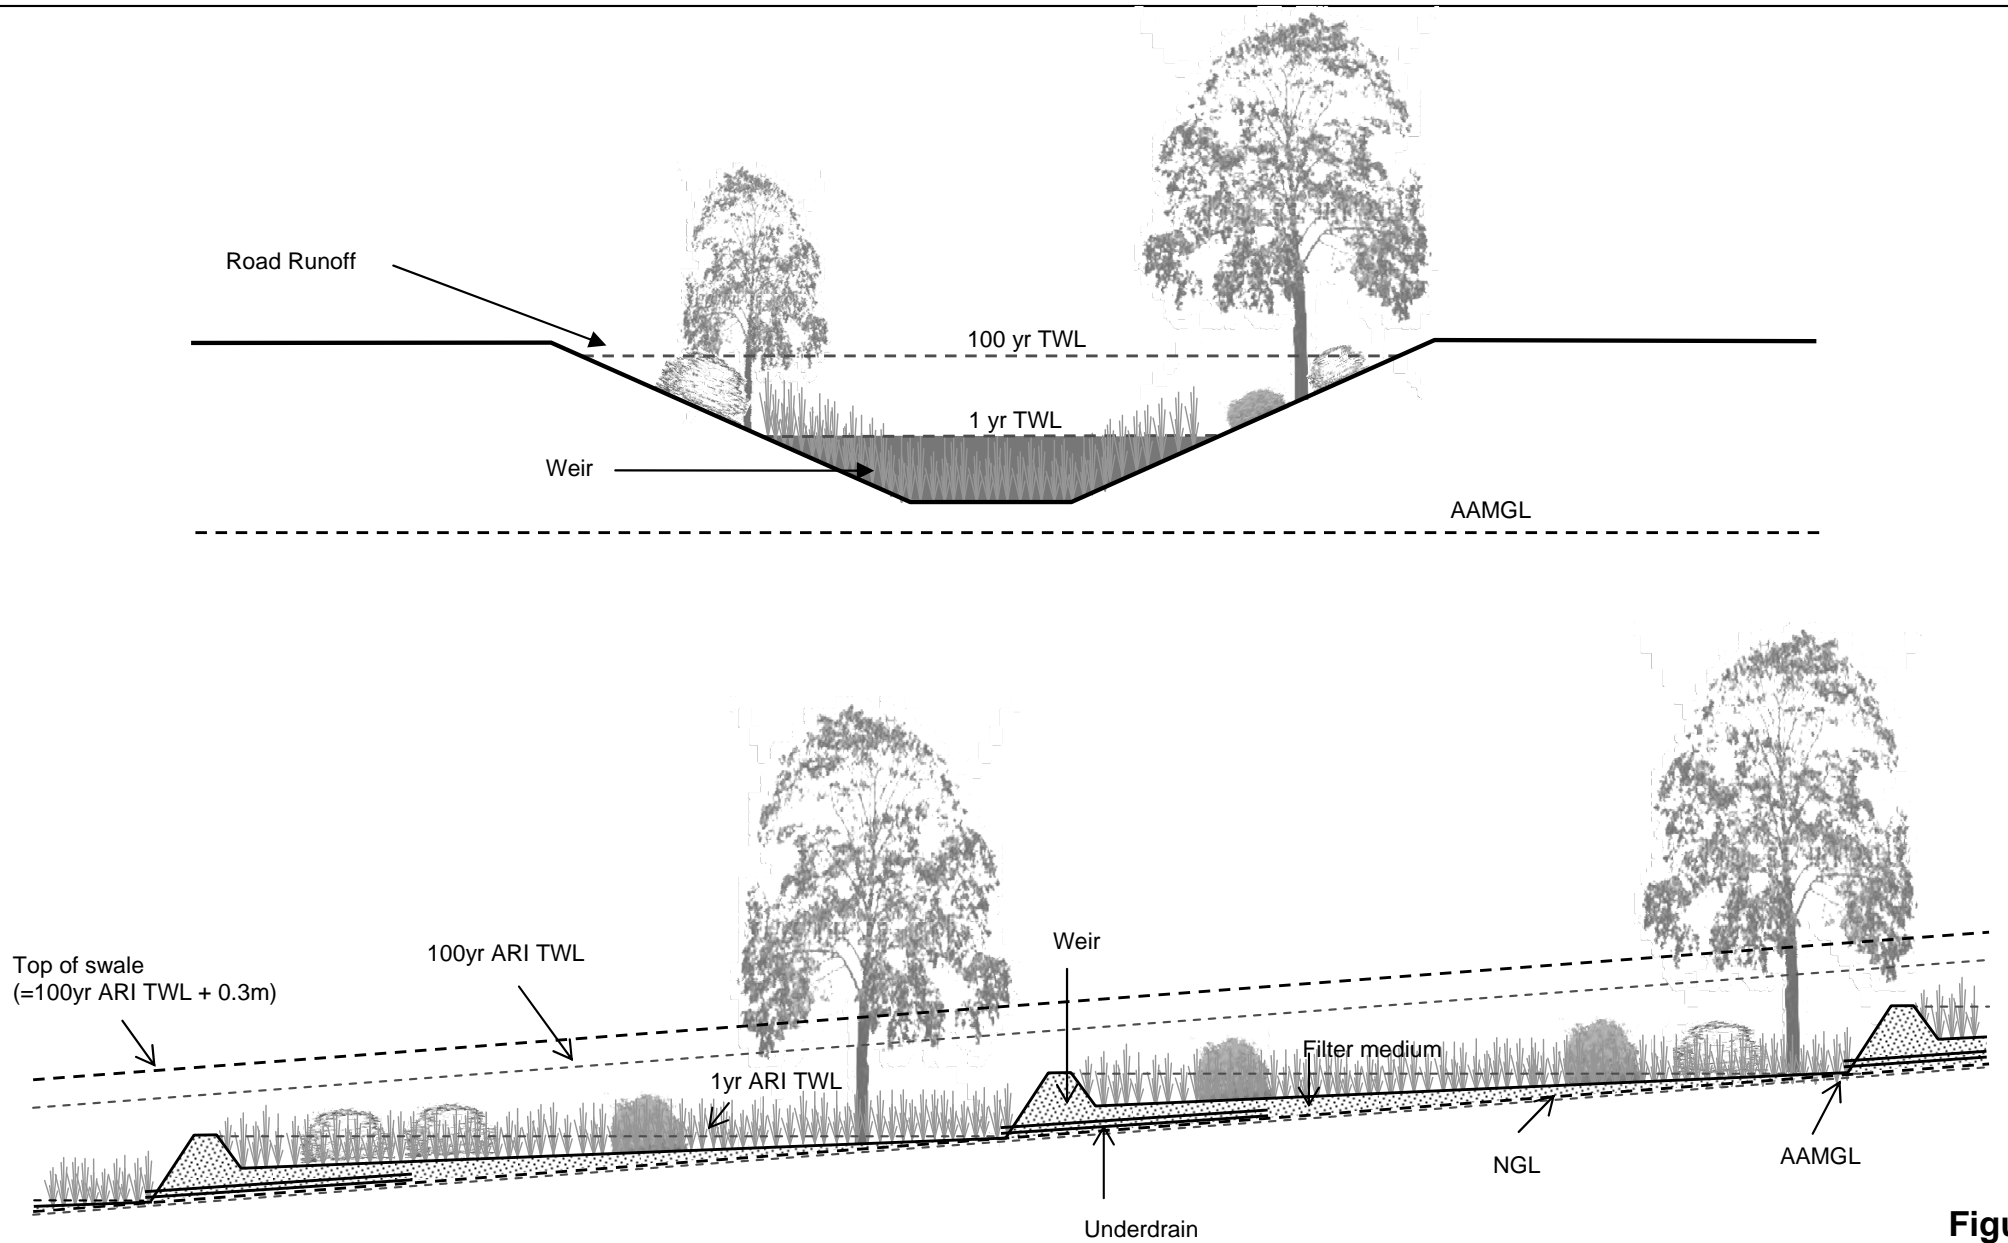 Road Runoff
100 yr TWL
1 yr TWL
Weir
AAMGL
Weir
100yr ARI TWL
Top of swale
(=100yr ARI TWL + 0.3m)
Filter medium
1yr ARI TWL
NGL
AAMGL
Underdrain
Figu